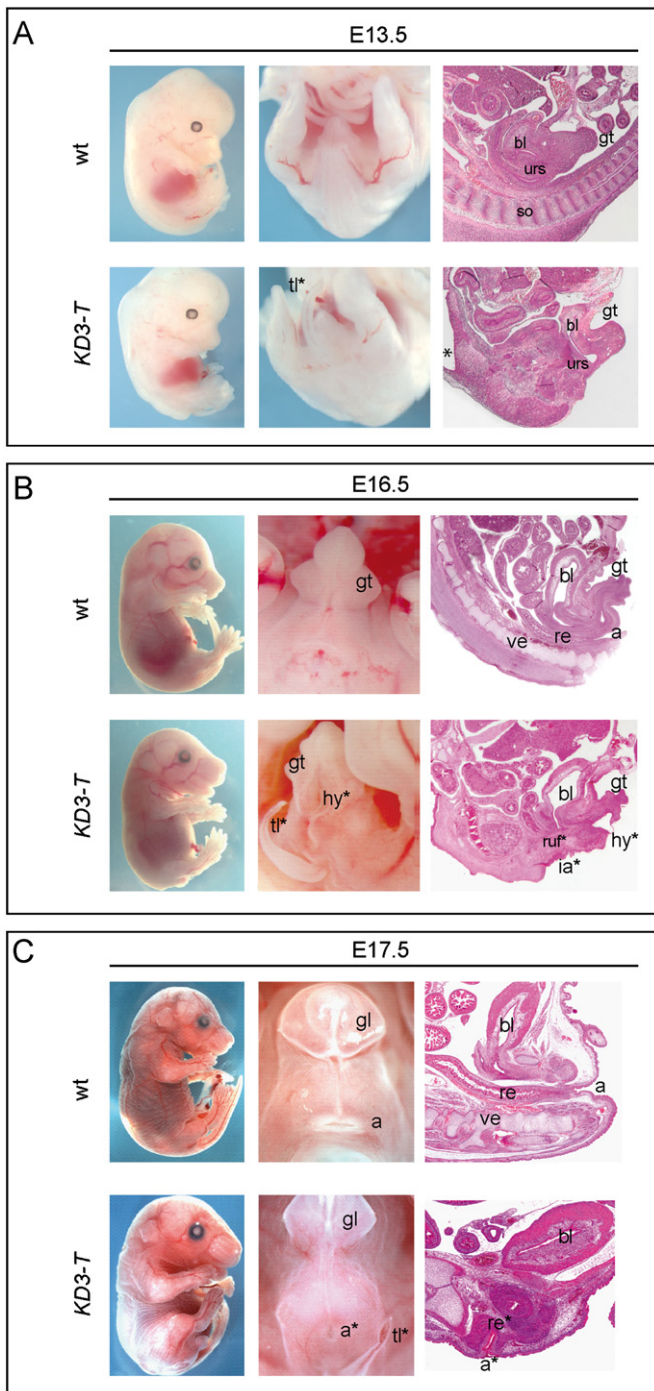 A
E13.5
wt
bl
gt
urs
so
KD3-T
tl*
bl
gt
*
urs
B
E16.5
wt
gt
bl
gt
ve
re
a
KD3-T
gt
hy*
tl*
bl
gt
ruf*
hy*
ia*
C
E17.5
wt
gl
a
bl
re
a
ve
KD3-T
gl
a*
tl*
bl
re*
a*